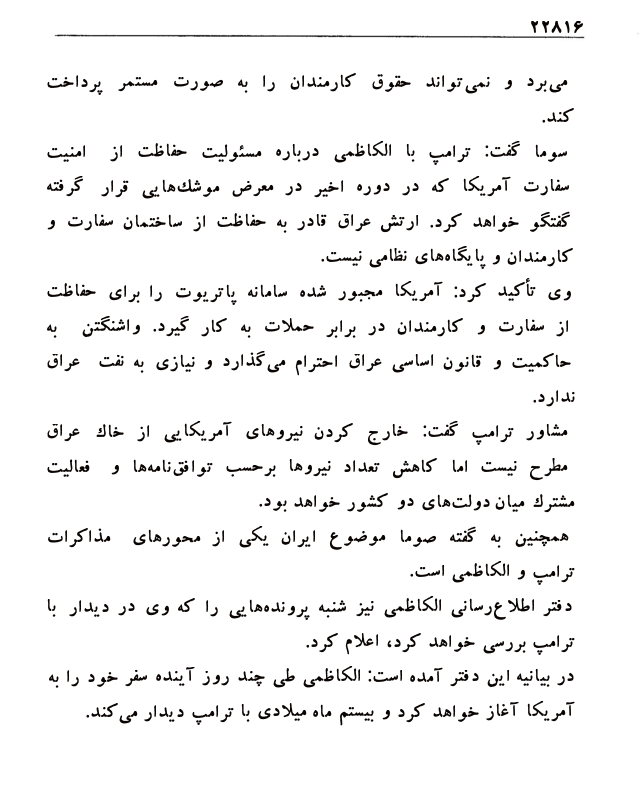 ۲۲۸۱۶
می‌برد و نمی‌تواند حقوق کارمندان را به صورت مستمر پرداخت
کند.
سوما گفت: ترامپ با الکاظمی درباره مسئولیت حفاظت از امنیت
سفارت آمریکا که در دوره اخیر در معرض موشك‌هایی قرار گرفته
گفتگو خواهد کرد. ارتش عراق قادر به حفاظت از ساختمان سفارت و
کارمندان و پایگاه‌های نظامی نیست.
وی تأکید کرد: آمریکا مجبور شده سامانه پاتریوت را برای حفاظت
از سفارت و کارمندان در برابر حملات به کار گیرد. واشنگتن به
حاکمیت و قانون اساسی عراق احترام می‌گذارد و نیازی به نفت عراق
ندارد.
مشاور ترامپ گفت: خارج کردن نیروهای آمریکایی از خاك عراق
مطرح نیست اما کاهش تعداد نیروها برحسب توافق‌نامه‌ها و فعالیت
مشترك میان دولت‌های دو کشور خواهد بود.
همچنین به گفته صوما موضوع ایران یکی از محورهای مذاکرات
ترامپ و الکاظمی است.
دفتر اطلاع‌رسانی الکاظمی نیز شنبه پرونده‌هایی را که وی در دیدار با
ترامپ بررسی خواهد کرد، اعلام کرد.
در بیانیه این دفتر آمده است: الکاظمی طی چند روز آینده سفر خود را به
آمریکا آغاز خواهد کرد و بیستم ماه میلادی با ترامپ دیدار می‌کند.